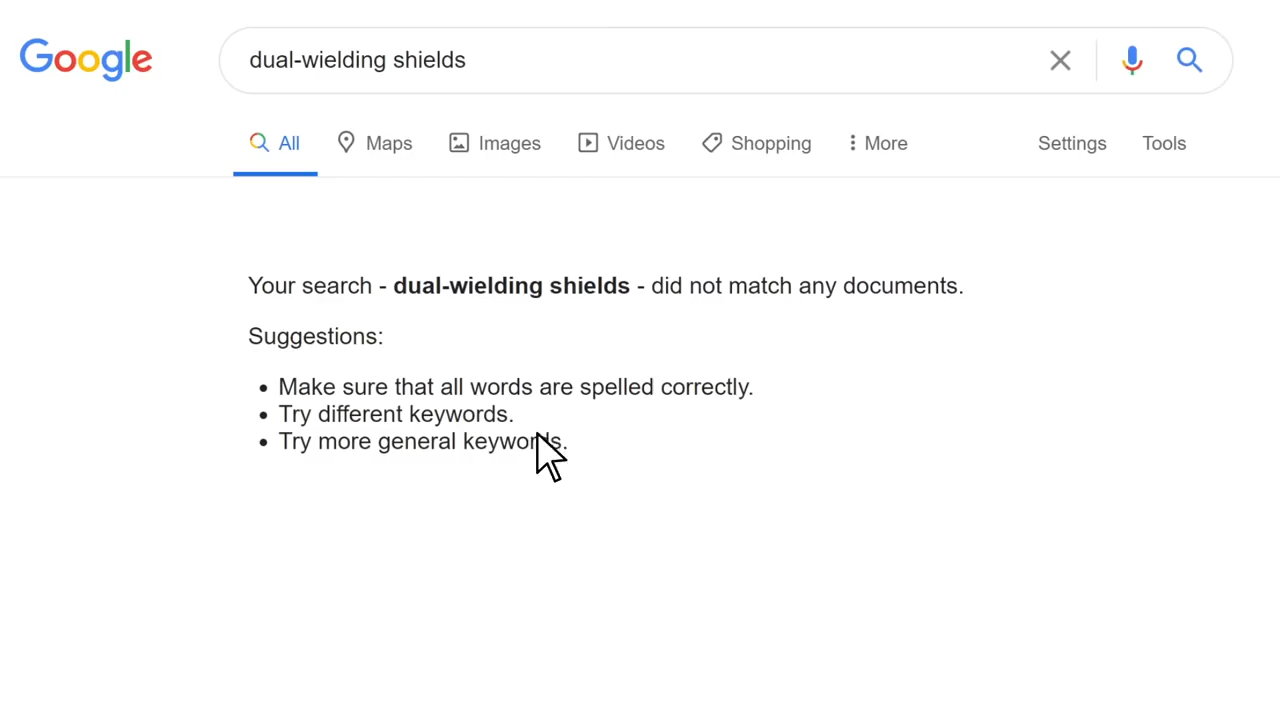 Google
dual-wielding shields
All Maps Images Videos Shopping More Settings Tools
Your search - dual-wielding shields - did not match any documents.
Suggestions:
Make sure that all words are spelled correctly.
Try different keywords.
Try more general keywords.